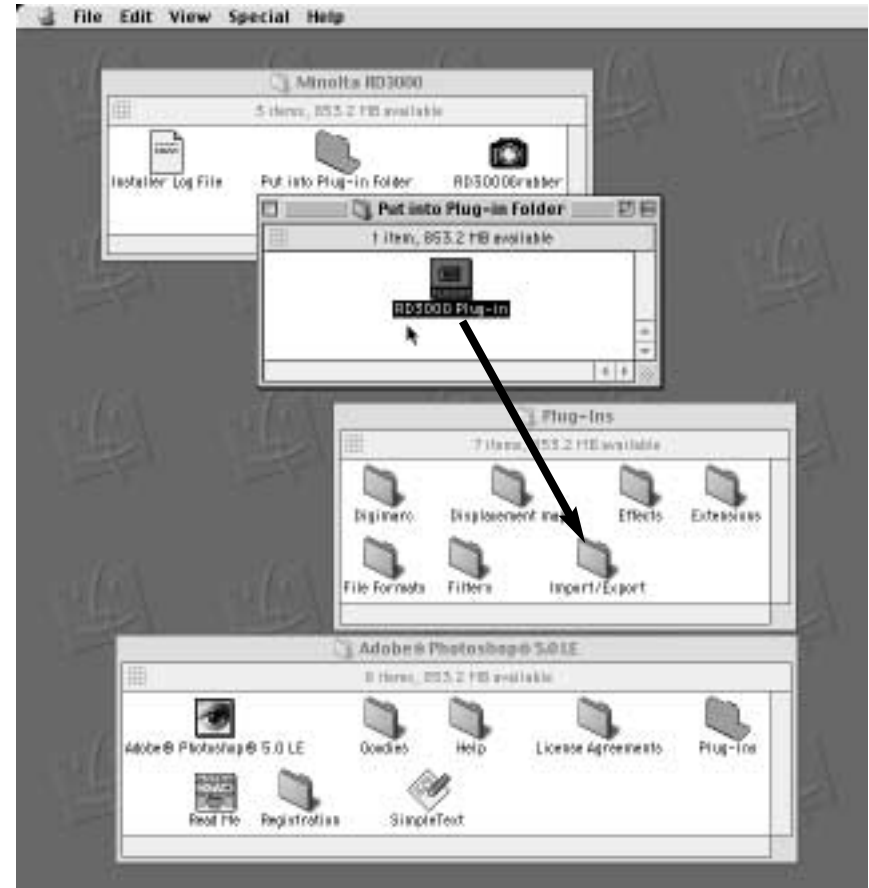 File Edit View Special Help
Minolta RD3000
3 items, 853.2 MB available
Installer Log File
Put into Plug-in Folder
RD3000Grabber
Put into Plug-in Folder
1 item, 853.2 MB available
RD3000 Plug-in
Plug-Ins
7 items, 853.2 MB available
Digimarc Displacement Effects Extensions
File Formats Filters Import/Export
Adobe® Photoshop® 5.0 LE
8 items, 853.2 MB available
Adobe® Photoshop® 5.0 LE Goodies Help License Agreements Plug-Ins
Read Me Registration SimpleText